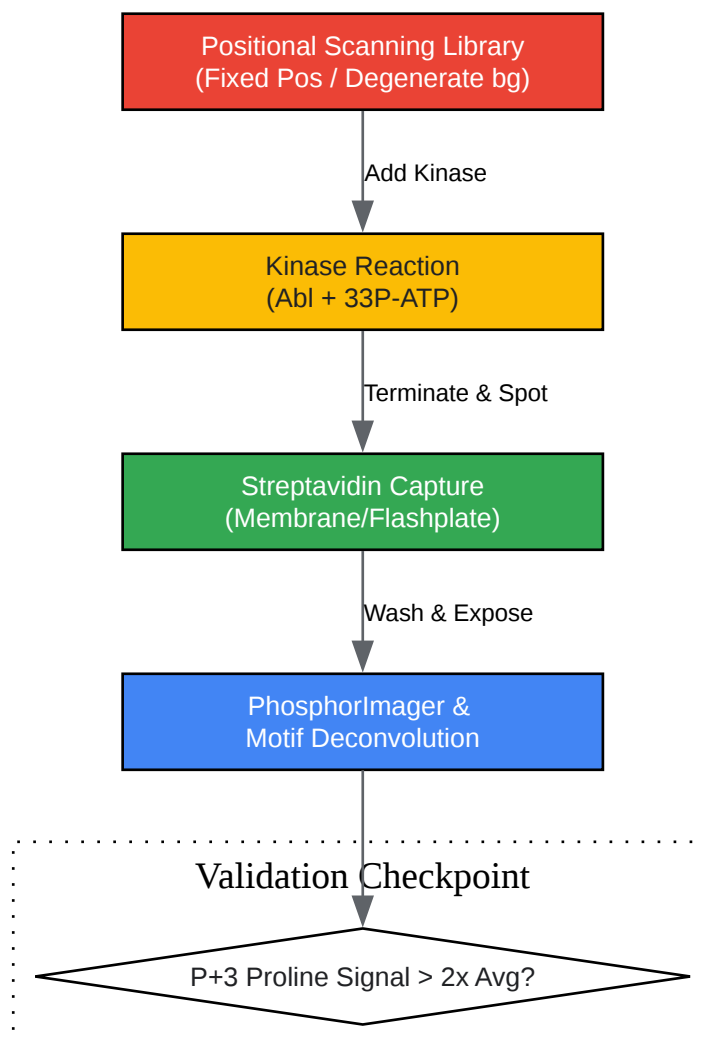 Positional Scanning Library
(Fixed Pos / Degenerate bg)
Add Kinase
Kinase Reaction
(Abl + 33P-ATP)
Terminate & Spot
Streptavidin Capture
(Membrane/Flashplate)
Wash & Expose
PhosphorImager &
Motif Deconvolution
Validation Checkpoint
P+3 Proline Signal > 2x Avg?